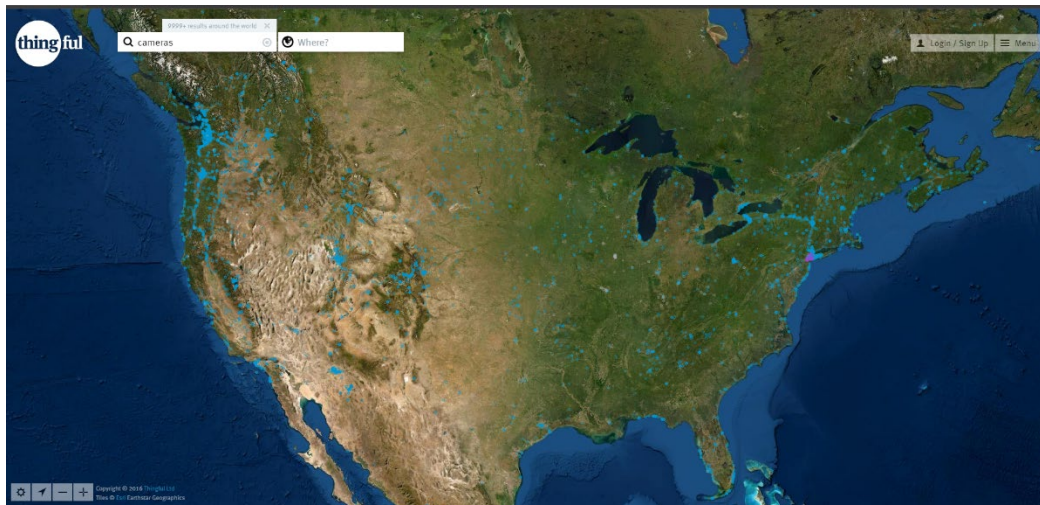 9999+ results around the world ×
thingful
cameras
Where?
Login / Sign Up
Menu
Copyright © 2016 Thingful Ltd
Tiles © Esri Earthstar Geographics